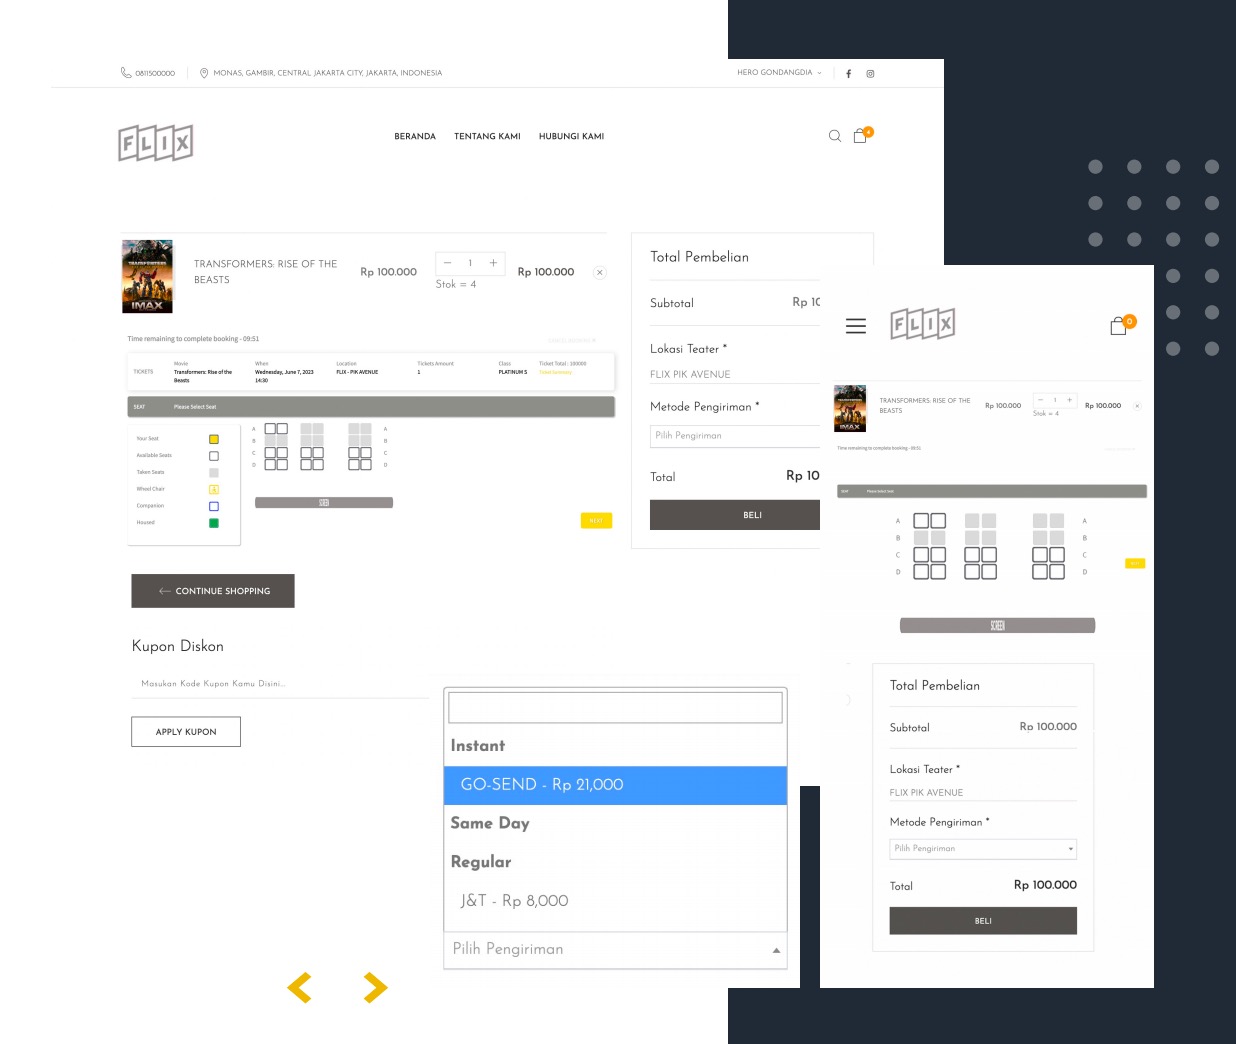 0811500000
MONAS, GAMBIR, CENTRAL JAKARTA CITY, JAKARTA, INDONESIA
HERO GONDANGDIA
FLIX
BERANDA
TENTANG KAMI
HUBUNGI KAMI
4
TRANSFORMERS
IMAX
TRANSFORMERS: RISE OF THE
BEASTS
Rp 100.000
− 1 +
Stok = 4
Rp 100.000
Time remaining to complete booking - 09:51
TICKETS
Movie
Transformers: Rise of the
Beasts
When
Wednesday, June 7, 2023
14:30
Location
FLIX - PIK AVENUE
Tickets Amount
1
Class
PLATINUM S
Ticket Total : 100000
SEAT
Please Select Seat
Your Seat
Available Seats
Taken Seats
Wheel Chair
Companion
Housed
A A
B B
C C
D D
SCREEN
NEXT
Total Pembelian
Subtotal Rp 10
Lokasi Teater *
FLIX PIK AVENUE
Metode Pengiriman *
Pilih Pengiriman
Total Rp 10
BELI
CONTINUE SHOPPING
Kupon Diskon
Masukan Kode Kupon Kamu Disini...
APPLY KUPON
Instant
GO-SEND - Rp 21,000
Same Day
Regular
J&T - Rp 8,000
Pilih Pengiriman
FLIX
0
TRANSFORMERS: RISE OF THE
BEASTS
Rp 100.000
− 1 +
Stok = 4
Rp 100.000
Time remaining to complete booking - 09:51
SEAT
Please Select Seat
A A
B B
C C
D D
SCREEN
Total Pembelian
Subtotal Rp 100.000
Lokasi Teater *
FLIX PIK AVENUE
Metode Pengiriman *
Pilih Pengiriman
Total Rp 100.000
BELI